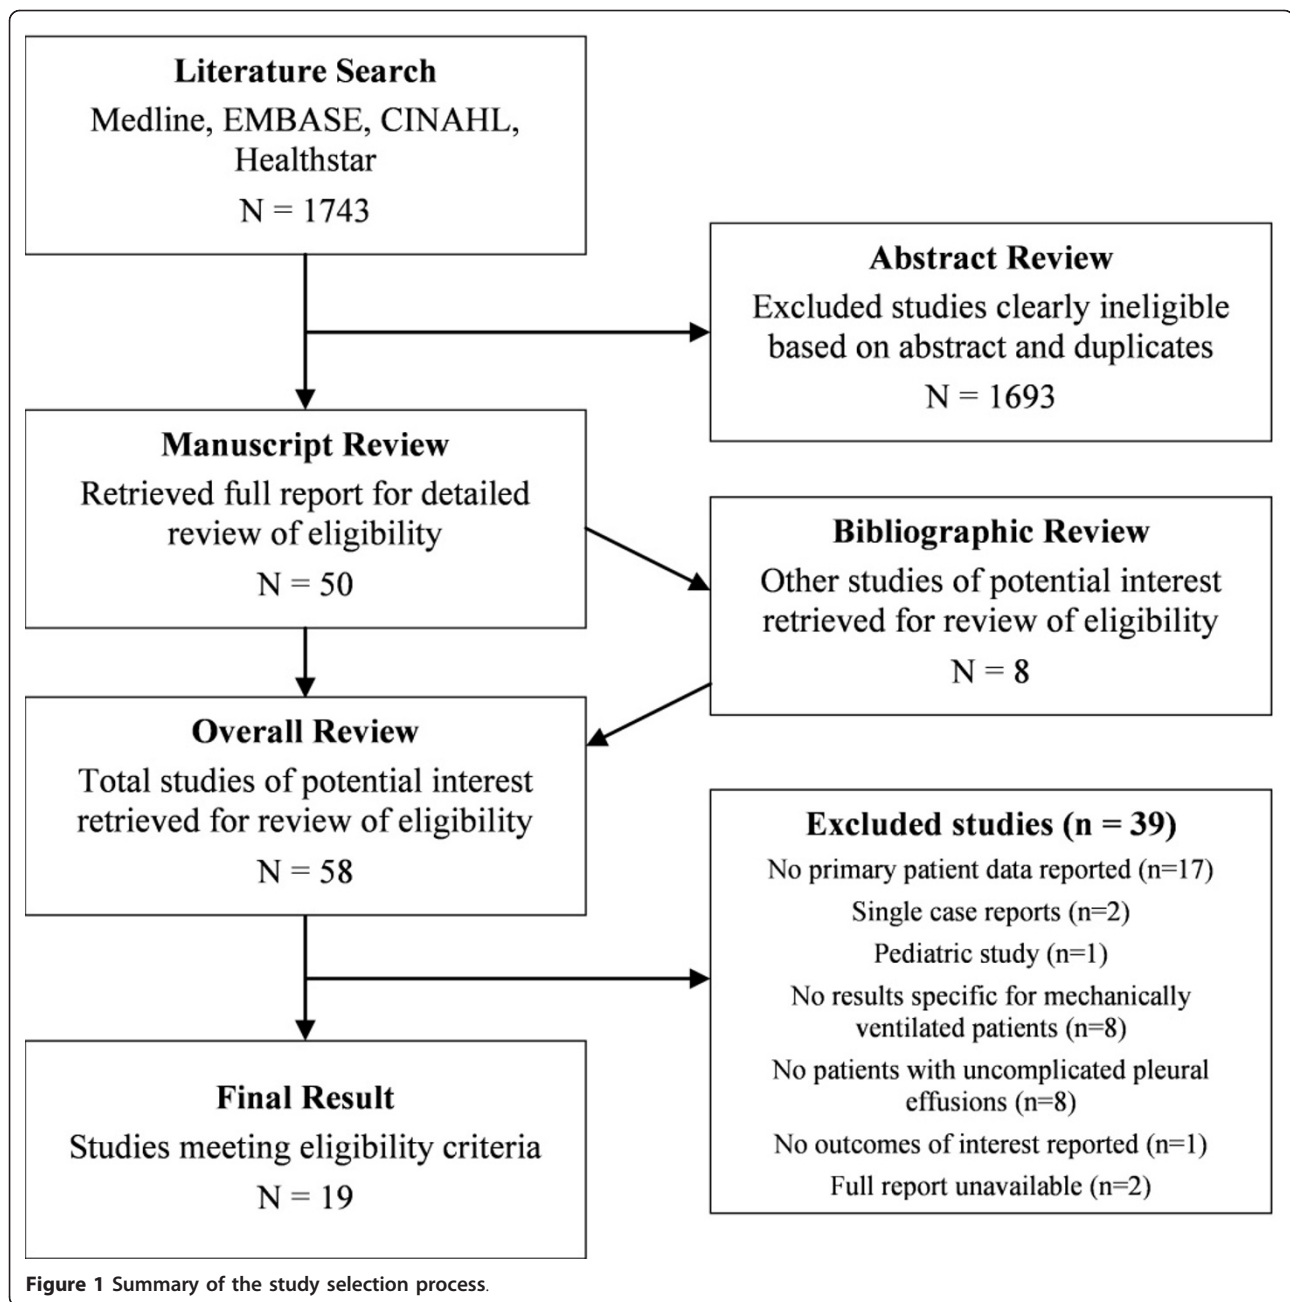 Literature Search
Medline, EMBASE, CINAHL,
Healthstar
N = 1743
Abstract Review
Excluded studies clearly ineligible
based on abstract and duplicates
N = 1693
Manuscript Review
Retrieved full report for detailed
review of eligibility
N = 50
Bibliographic Review
Other studies of potential interest
retrieved for review of eligibility
N = 8
Overall Review
Total studies of potential interest
retrieved for review of eligibility
N = 58
Excluded studies (n = 39)
No primary patient data reported (n=17)
Single case reports (n=2)
Pediatric study (n=1)
No results specific for mechanically
ventilated patients (n=8)
No patients with uncomplicated pleural
effusions (n=8)
No outcomes of interest reported (n=1)
Full report unavailable (n=2)
Final Result
Studies meeting eligibility criteria
N = 19
Figure 1 Summary of the study selection process.